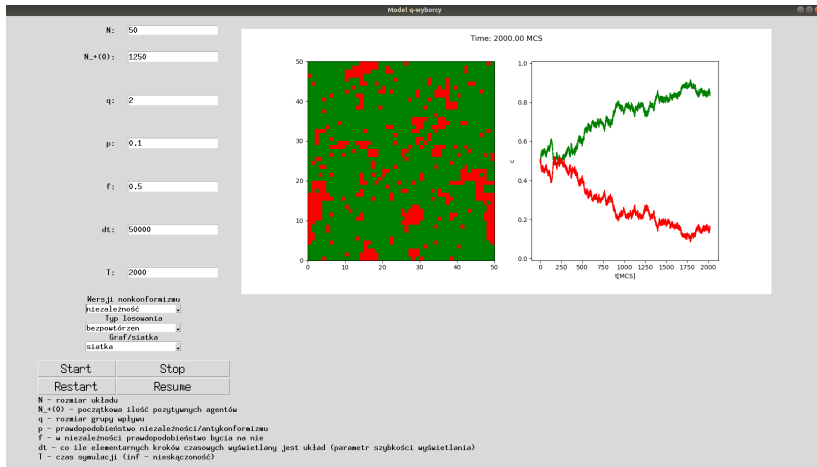 Model q-wyborcy
N: 50
N_+(0): 1250
q: 2
p: 0.1
f: 0.5
dt: 50000
T: 2000
Wersji nonkonformizmu
niezależność
Typ losowania
bezpowtórzen
Graf/siatka
siatka
Start Stop
Restart Resume
N - rozmiar układu
N_+(0) - początkowa ilość pozytywnych agentów
q - rozmiar grupy wpływu
p - prawdopodobieństwo niezależności/antykonformizmu
f - w niezależności prawdopodobieństwo bycia na nie
dt - co ile elementarnych kroków czasowych wyświetlany jest układ (parametr szybkości wyświetlania)
T - czas symulacji (inf - nieskączoność)
Time: 2000.00 MCS
50
40
30
20
10
0
0 10 20 30 40 50
1.0
0.8
0.6
0.4
0.2
0.0
c
0 250 500 750 1000 1250 1500 1750 2000
t[MCS]